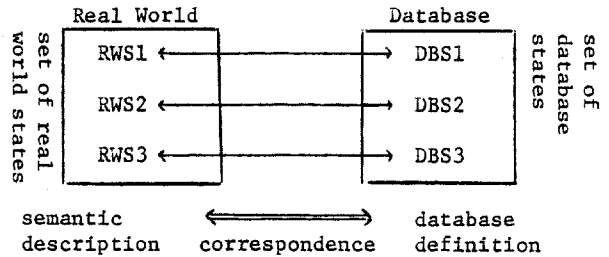 Real World
Database
set of real
world states
RWS1
DBS1
RWS2
DBS2
RWS3
DBS3
set of
database
states
semantic
description
correspondence
database
definition